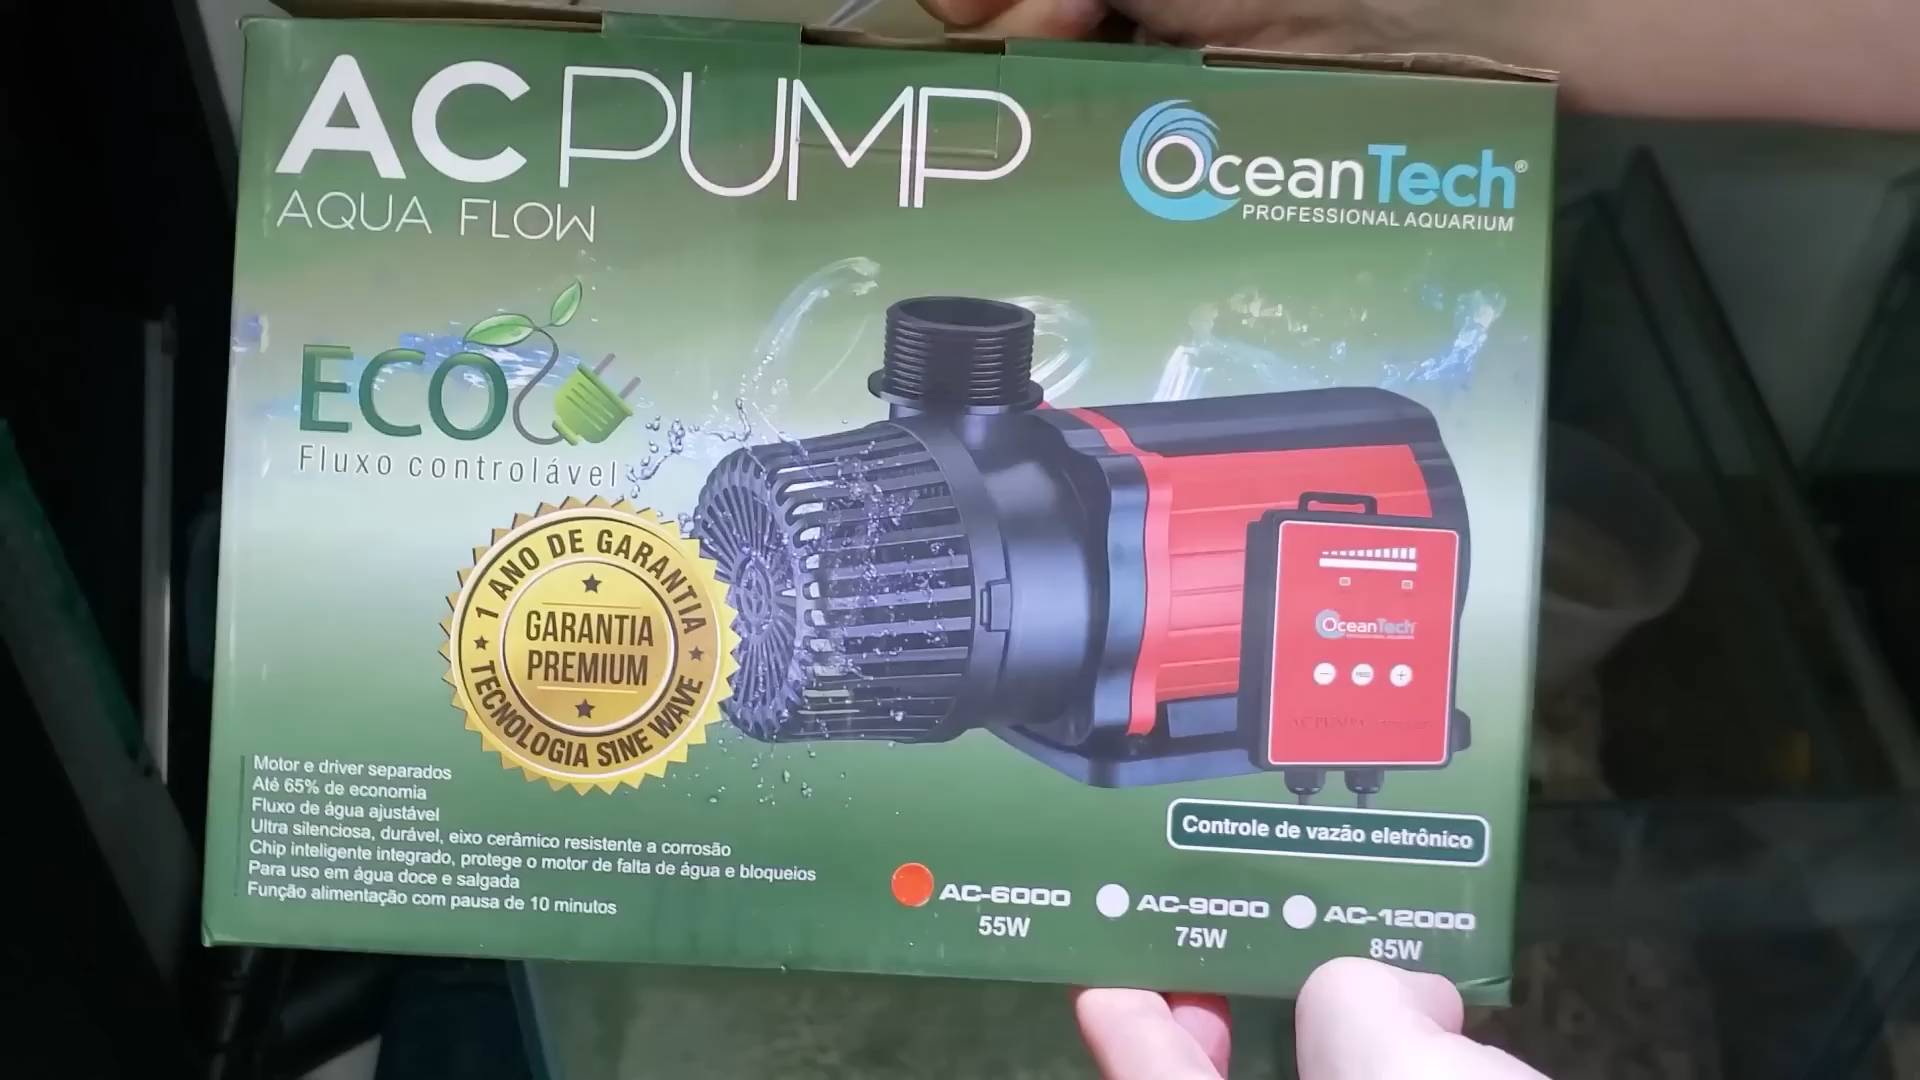 AC PUMP
AQUA FLOW
OceanTech®
PROFESSIONAL AQUARIUM
ECO
Fluxo controlável
1 ANO DE GARANTIA
GARANTIA
PREMIUM
TECNOLOGIA SINE WAVE
OceanTech
Controle de vazão eletrônico
Motor e driver separados
Até 65% de economia
Fluxo de água ajustável
Ultra silenciosa, durável, eixo cerâmico resistente a corrosão
Chip inteligente integrado, protege o motor de falta de água e bloqueios
Para uso em água doce e salgada
Função alimentação com pausa de 10 minutos
AC-6000
55W
AC-9000
75W
AC-12000
85W